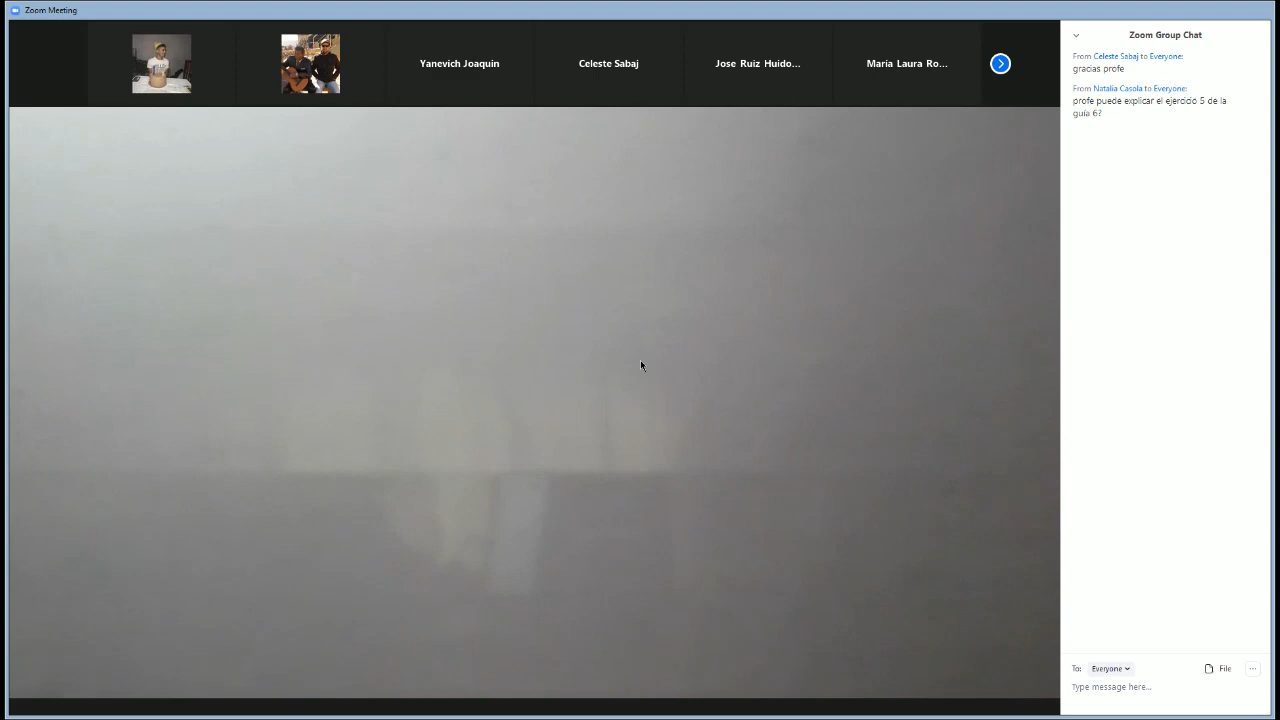 Zoom Meeting
Yanevich Joaquin
Celeste Sabaj
Jose Ruiz Huido...
María Laura Ro...
Zoom Group Chat
From Celeste Sabaj to Everyone:
gracias profe
From Natalia Casola to Everyone:
profe puede explicar el ejercicio 5 de la
guía 6?
To: Everyone
File
Type message here...